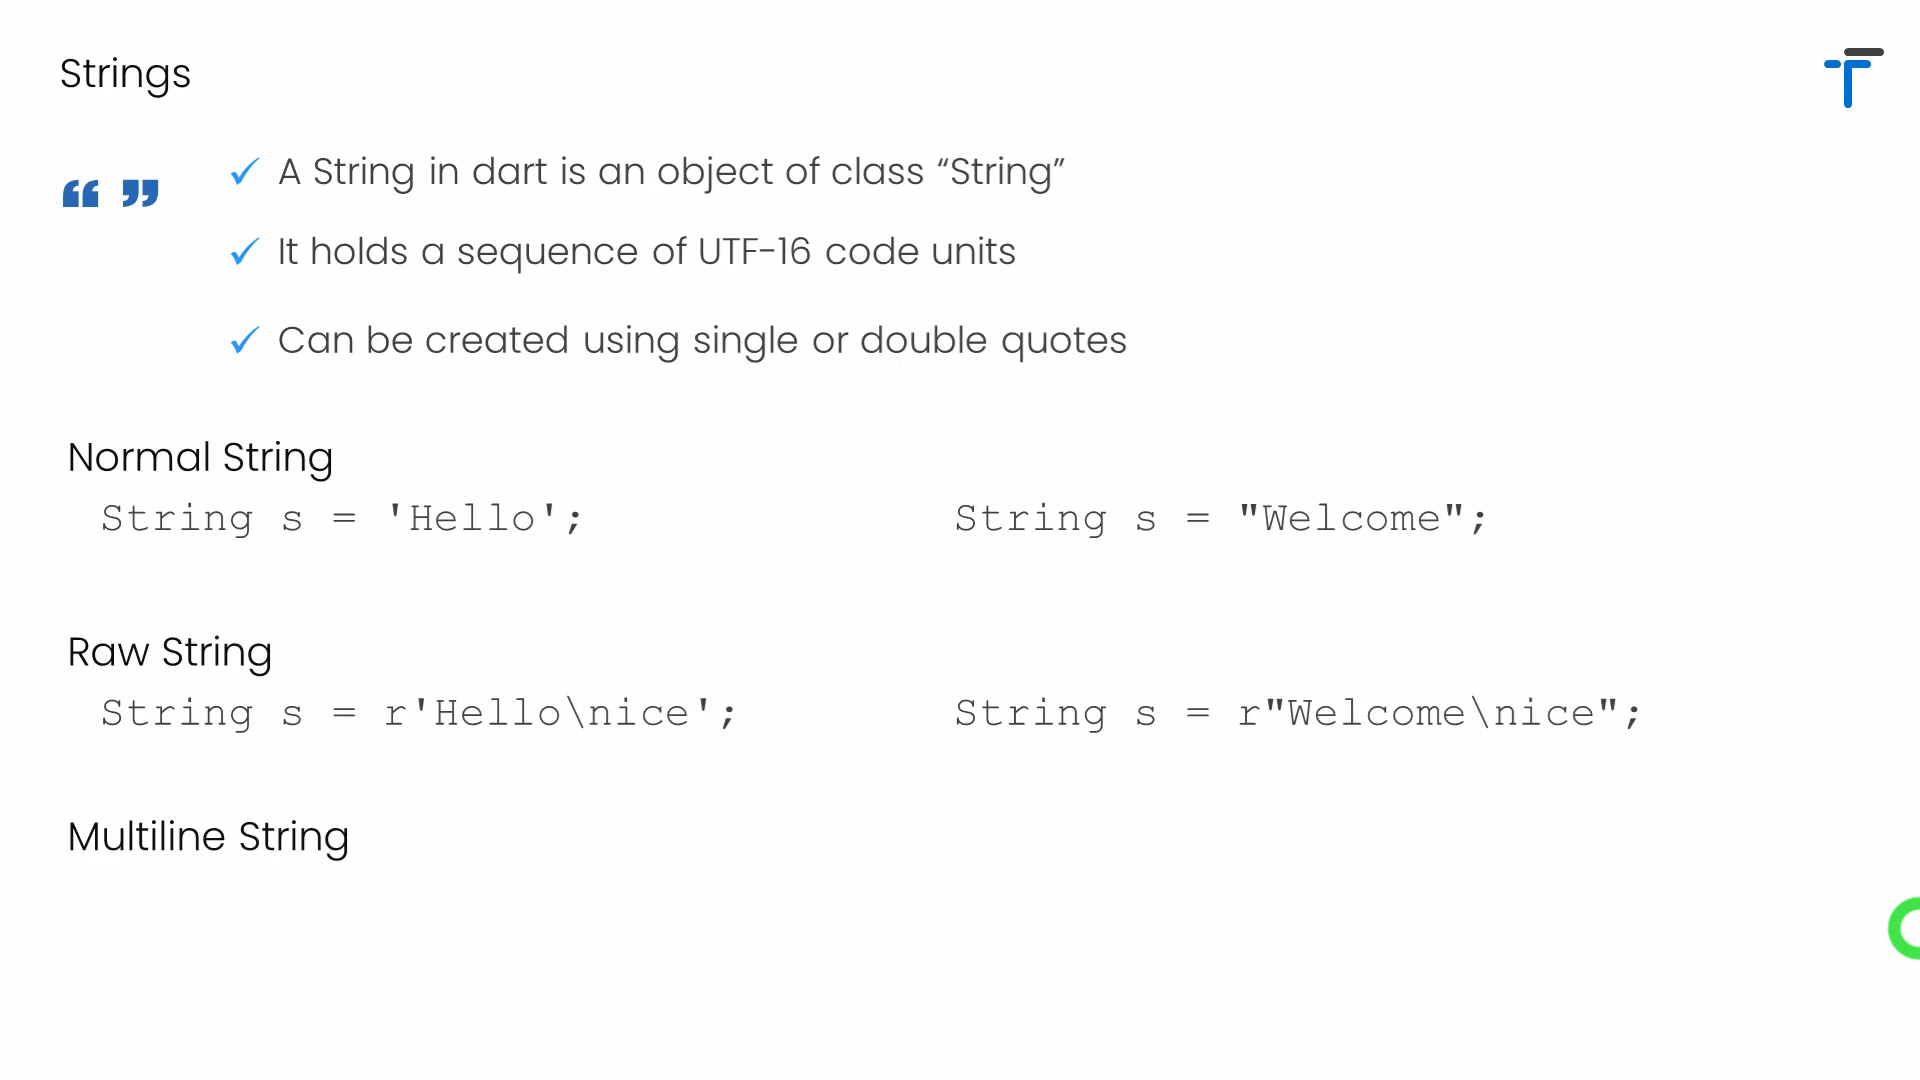 Strings
“ ”
A String in dart is an object of class “String”
It holds a sequence of UTF-16 code units
Can be created using single or double quotes
Normal String
String s = 'Hello';
String s = "Welcome";
Raw String
String s = r'Hello\nice';
String s = r"Welcome\nice";
Multiline String